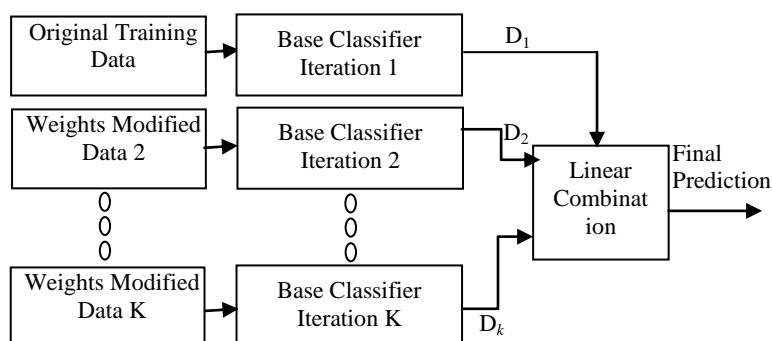 Original Training
Data
Base Classifier
Iteration 1
D1
Weights Modified
Data 2
Base Classifier
Iteration 2
D2
Linear
Combinat
ion
Final
Prediction
Weights Modified
Data K
Base Classifier
Iteration K
Dk